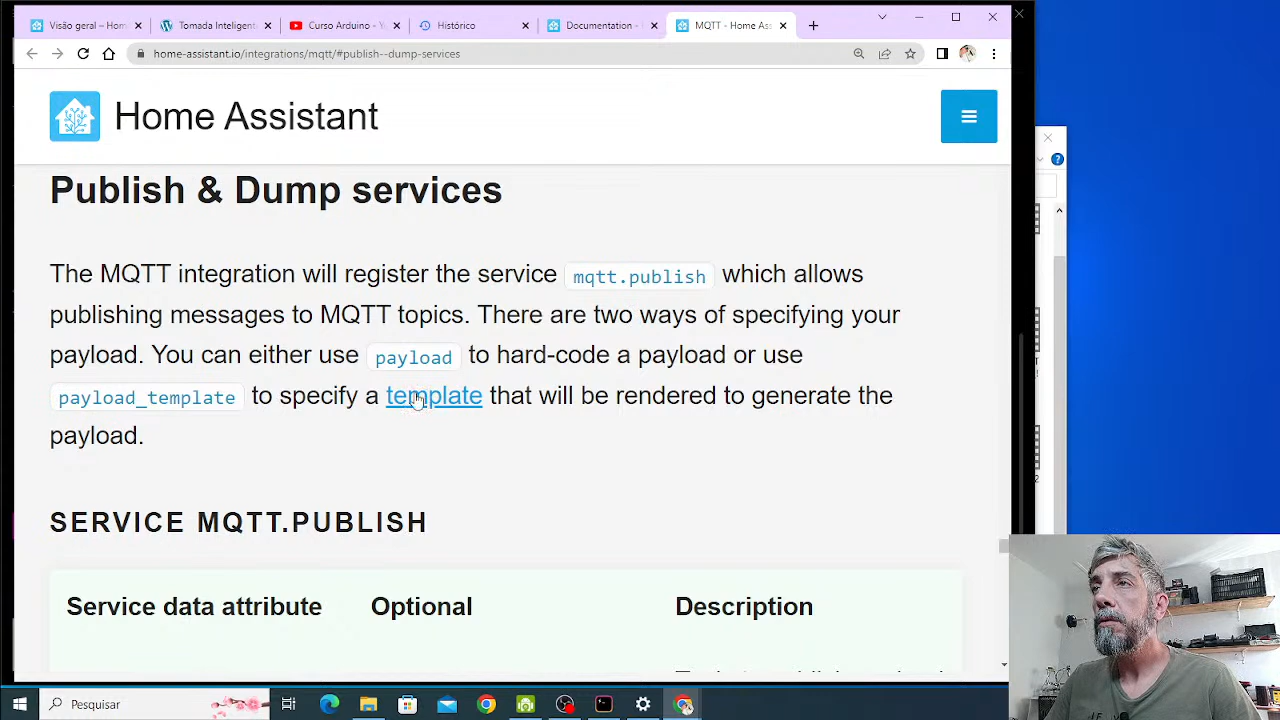 Visão geral – Hom
Tomada Inteligent
Curso Arduino - Yo
Histórico
Documentation -
MQTT - Home Ass
home-assistant.io/integrations/mqtt/#publish--dump-services
Home Assistant
Publish & Dump services
The MQTT integration will register the service mqtt.publish which allows
publishing messages to MQTT topics. There are two ways of specifying your
payload. You can either use payload to hard-code a payload or use
payload_template to specify a template that will be rendered to generate the
payload.
SERVICE MQTT.PUBLISH
Service data attribute Optional Description
Pesquisar